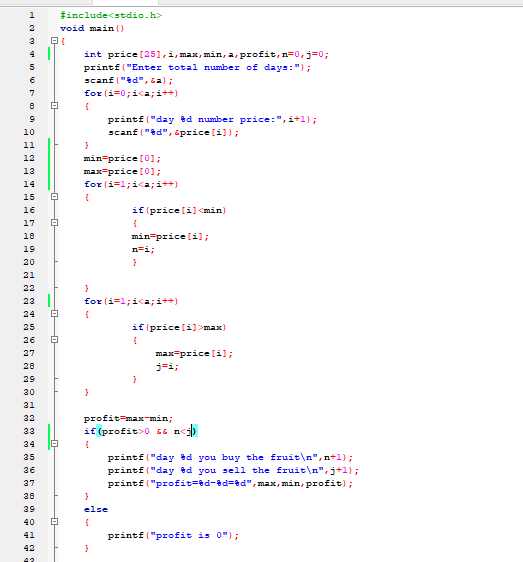 1 #include<stdio.h>
2 void main()
3 {
4 int price[25],i,max,min,a,profit,n=0,j=0;
5 printf("Enter total number of days:");
6 scanf("%d",&a);
7 for(i=0;i<a;i++)
8 {
9 printf("day %d number price:",i+1);
10 scanf("%d",&price[i]);
11 }
12 min=price[0];
13 max=price[0];
14 for(i=1;i<a;i++)
15 {
16 if(price[i]<min)
17 {
18 min=price[i];
19 n=i;
20 }
21
22 }
23 for(i=1;i<a;i++)
24 {
25 if(price[i]>max)
26 {
27 max=price[i];
28 j=i;
29 }
30 }
31
32 profit=max-min;
33 if(profit>0 && n<j)
34 {
35 printf("day %d you buy the fruit\n",n+1);
36 printf("day %d you sell the fruit\n",j+1);
37 printf("profit=%d-%d=%d",max,min,profit);
38 }
39 else
40 {
41 printf("profit is 0");
42 }
43